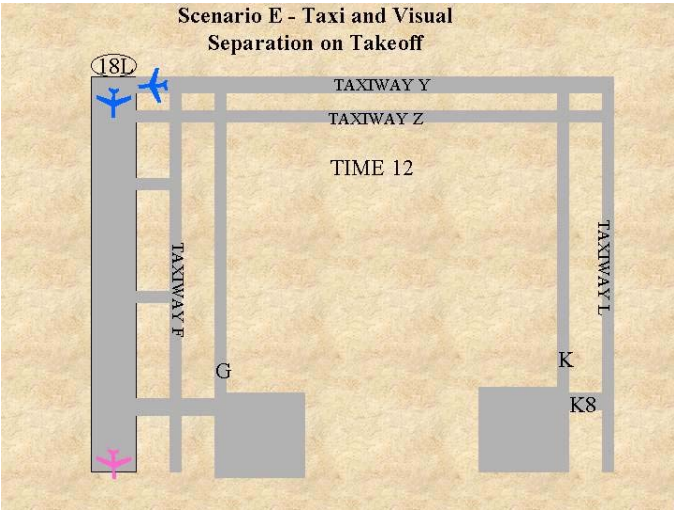 Scenario E - Taxi and Visual
Separation on Takeoff
18L
TAXIWAY Y
TAXIWAY Z
TIME 12
TAXIWAY F
TAXIWAY L
G
K
K8